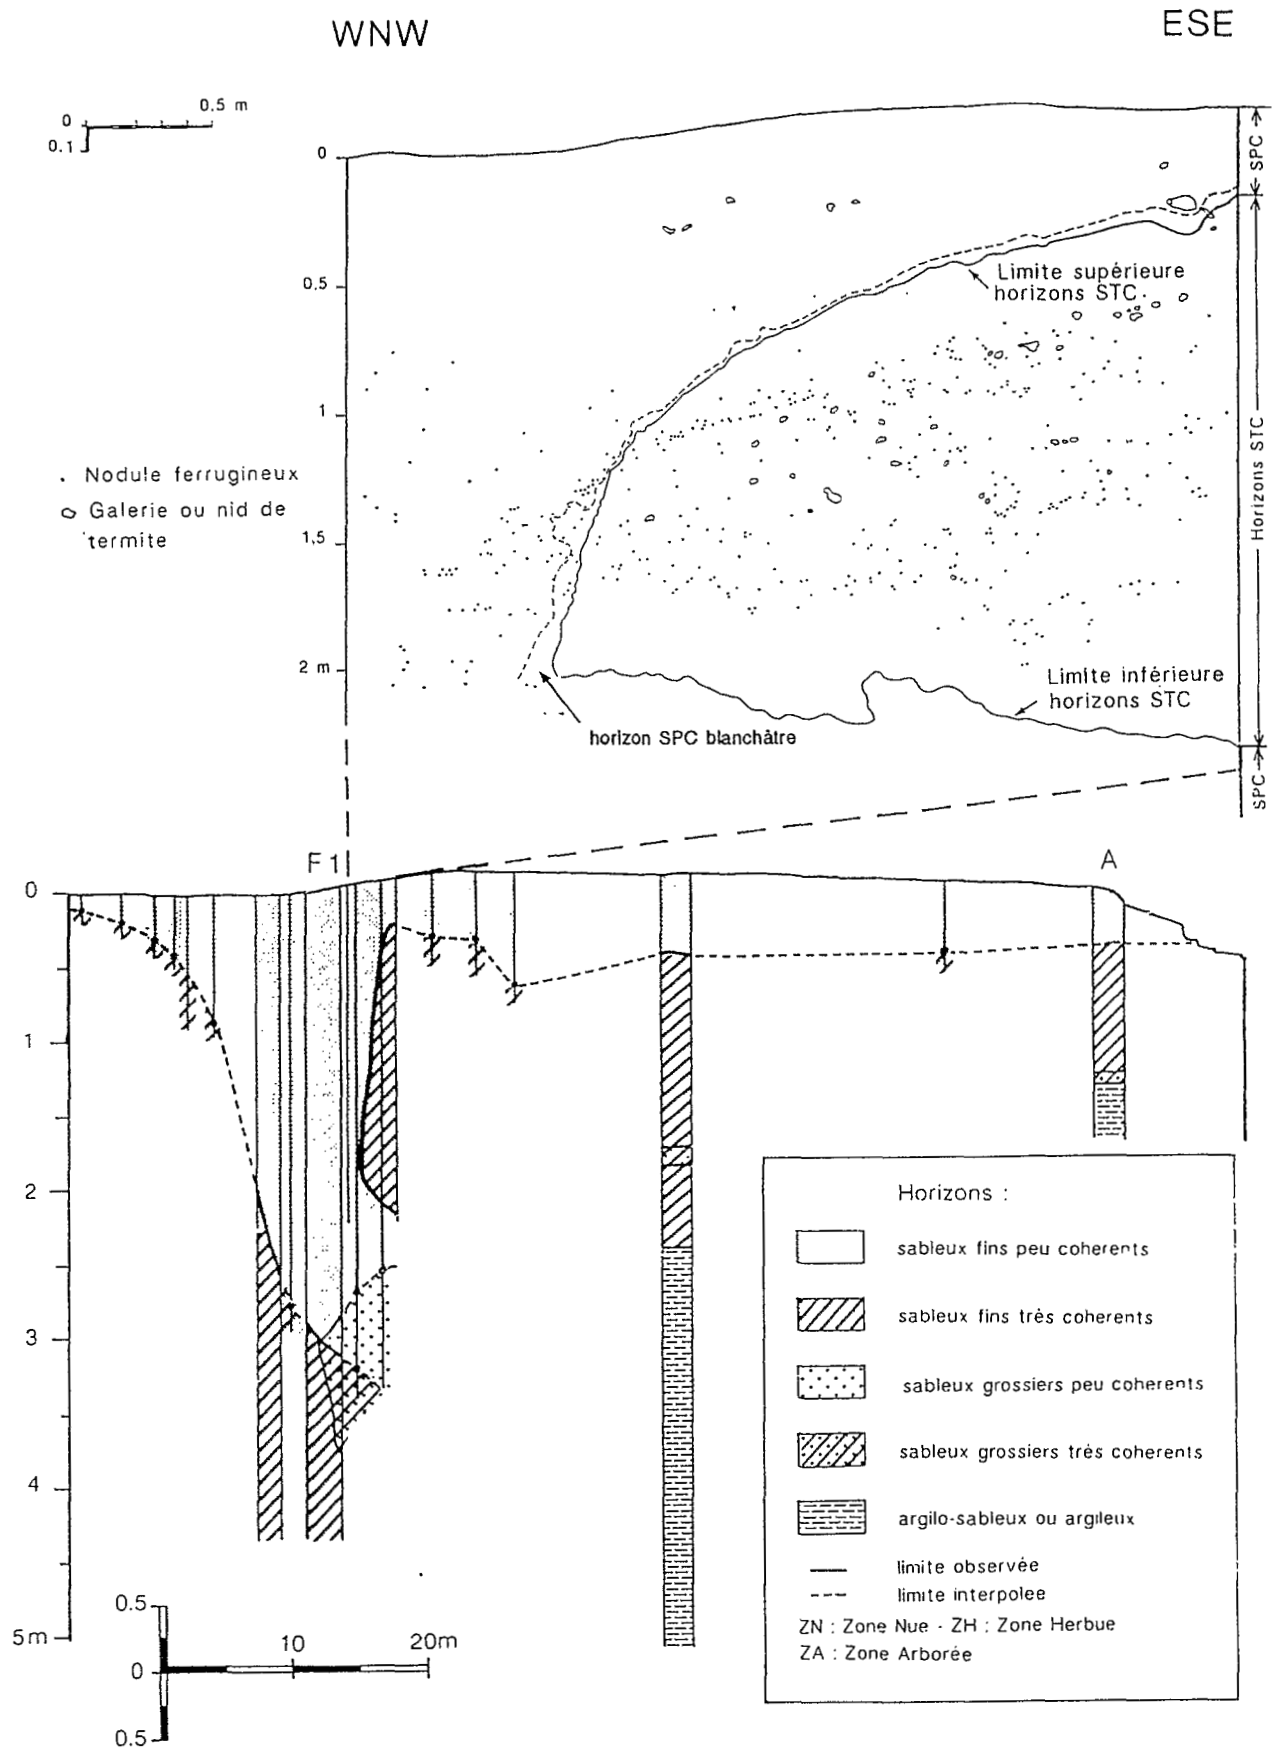 WNW
ESE
0
0.5 m
0.1
0
0.5
1
1,5
2 m
SPC
Horizons STC
SPC
Limite supérieure
horizons STC
. Nodule ferrugineux
Galerie ou nid de
termite
Limite inférieure
horizons STC
horizon SPC blanchâtre
F1
A
0
1
2
3
4
5m
Horizons :
sableux fins peu coherents
sableux fins très coherents
sableux grossiers peu coherents
sableux grossiers très coherents
argilo-sableux ou argileux
limite observée
limite interpolee
ZN : Zone Nue - ZH : Zone Herbue
ZA : Zone Arborée
0.5
0
0.5
10
20m